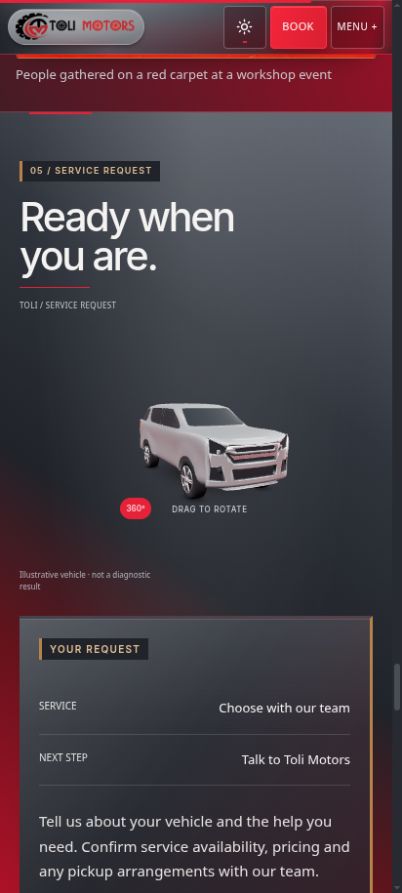 TOLI MOTORS
BOOK
MENU +
People gathered on a red carpet at a workshop event
05 / SERVICE REQUEST
Ready when
you are.
TOLI / SERVICE REQUEST
360°
DRAG TO ROTATE
Illustrative vehicle · not a diagnostic
result
YOUR REQUEST
SERVICE
Choose with our team
NEXT STEP
Talk to Toli Motors
Tell us about your vehicle and the help you
need. Confirm service availability, pricing and
any pickup arrangements with our team.